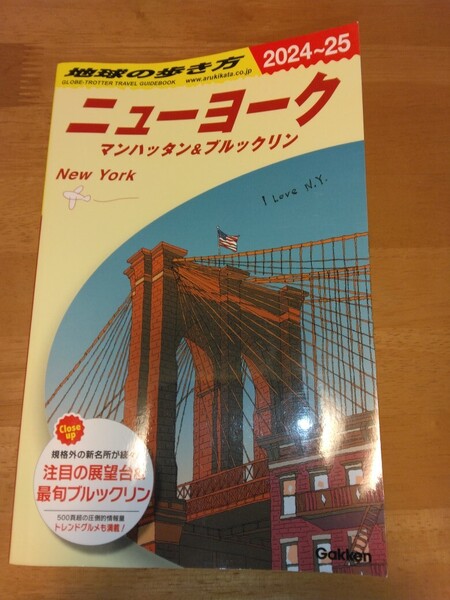 地球の歩き方
GLOBE-TROTTER TRAVEL GUIDEBOOK
www.arukikata.co.jp
2024~25
ニューヨーク
マンハッタン&ブルックリン
New York
I Love N.Y.
Close up
規格外の新名所が続々
注目の展望台&
最旬ブルックリン
500頁超の圧倒的情報量
トレンドグルメも満載!
Gakken